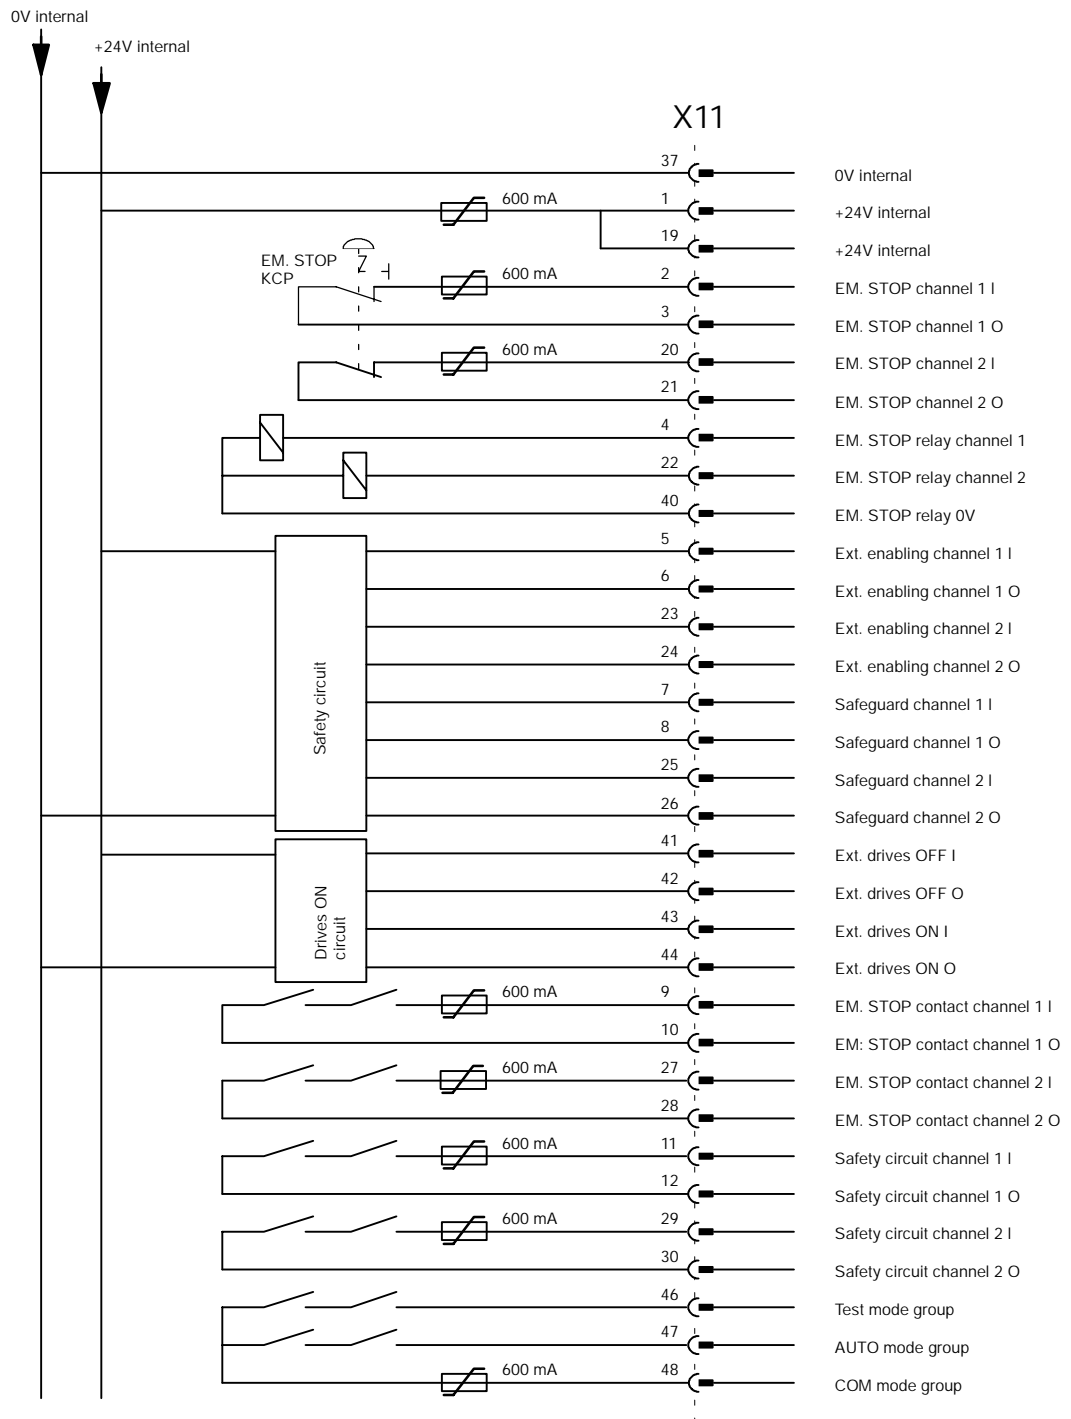 0V internal
+24V internal
X11
37
0V internal
600 mA
1
+24V internal
19
+24V internal
EM. STOP
KCP
600 mA
2
EM. STOP channel 1 I
3
EM. STOP channel 1 O
600 mA
20
EM. STOP channel 2 I
21
EM. STOP channel 2 O
4
EM. STOP relay channel 1
22
EM. STOP relay channel 2
40
EM. STOP relay 0V
5
Ext. enabling channel 1 I
6
Ext. enabling channel 1 O
23
Ext. enabling channel 2 I
24
Ext. enabling channel 2 O
Safety circuit
7
Safeguard channel 1 I
8
Safeguard channel 1 O
25
Safeguard channel 2 I
26
Safeguard channel 2 O
41
Ext. drives OFF I
42
Ext. drives OFF O
Drives ON
circuit
43
Ext. drives ON I
44
Ext. drives ON O
600 mA
9
EM. STOP contact channel 1 I
10
EM: STOP contact channel 1 O
600 mA
27
EM. STOP contact channel 2 I
28
EM. STOP contact channel 2 O
600 mA
11
Safety circuit channel 1 I
12
Safety circuit channel 1 O
600 mA
29
Safety circuit channel 2 I
30
Safety circuit channel 2 O
46
Test mode group
47
AUTO mode group
600 mA
48
COM mode group